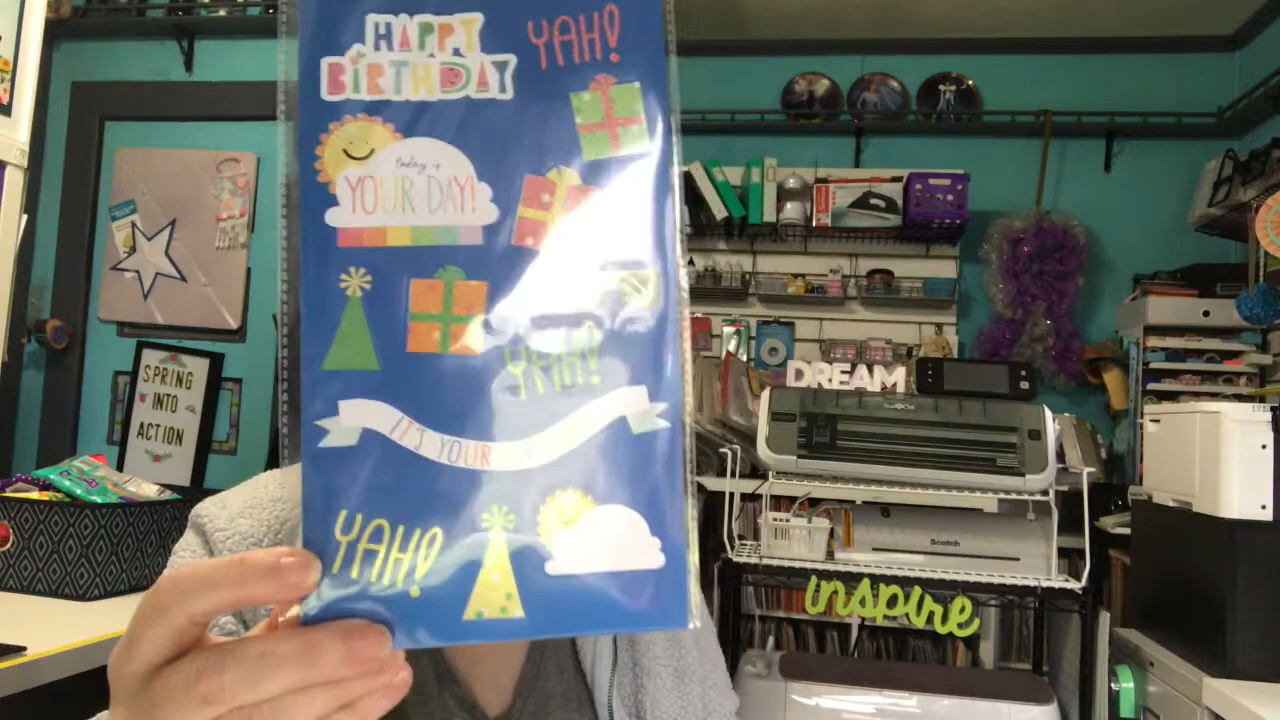 HAPPY
BIRTHDAY
YAH!
today is
YOUR DAY!
YAH!
IT'S YOUR
YAH!
SPRING
INTO
ACTION
DREAM
Scotch
inspire